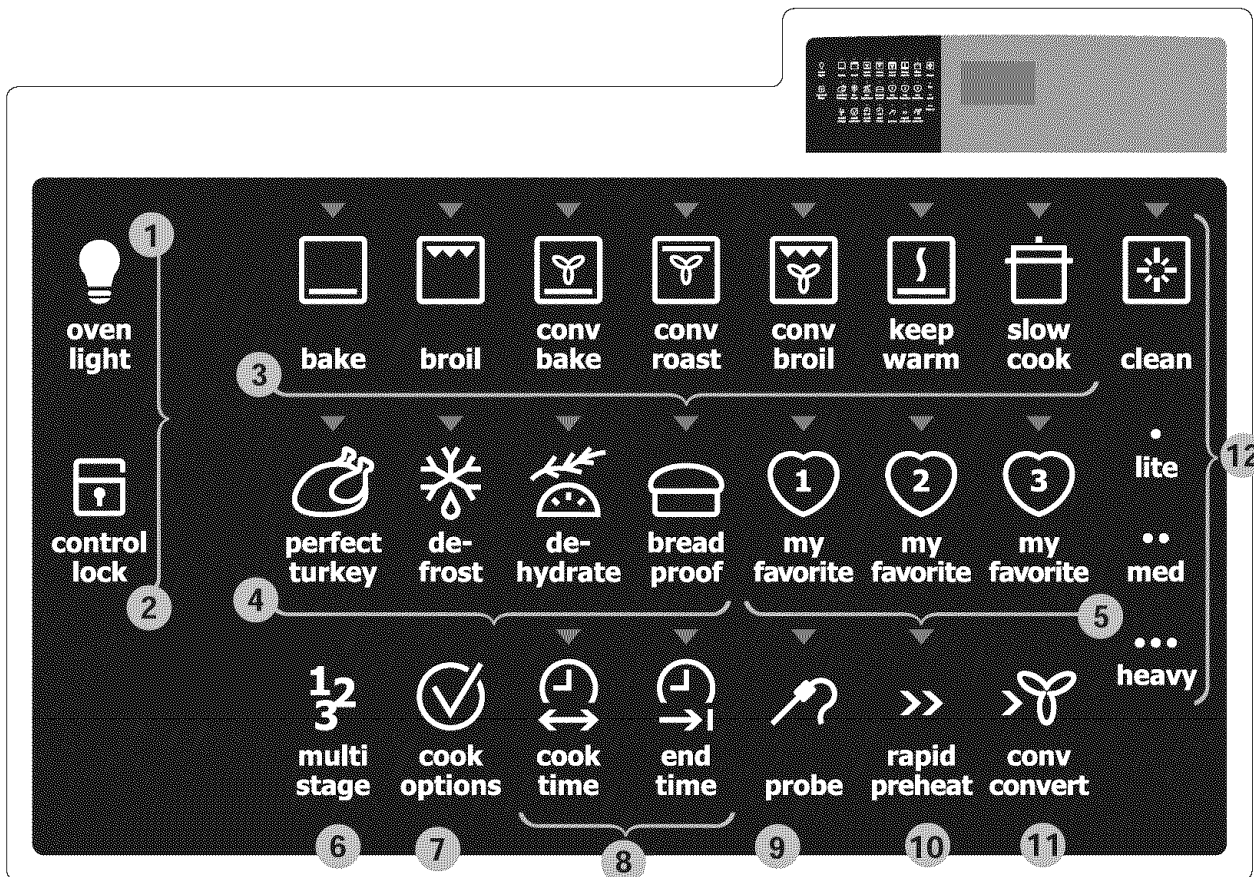 1
oven
light
control
lock
2
3
bake
broil
conv
bake
conv
roast
conv
broil
keep
warm
slow
cook
clean
lite
med
heavy
12
perfect
turkey
de-
frost
de-
hydrate
bread
proof
1
my
favorite
2
my
favorite
3
my
favorite
4
5
1
2
3
multi
stage
cook
options
cook
time
end
time
probe
>>
rapid
preheat
>
conv
convert
6
7
8
9
10
11